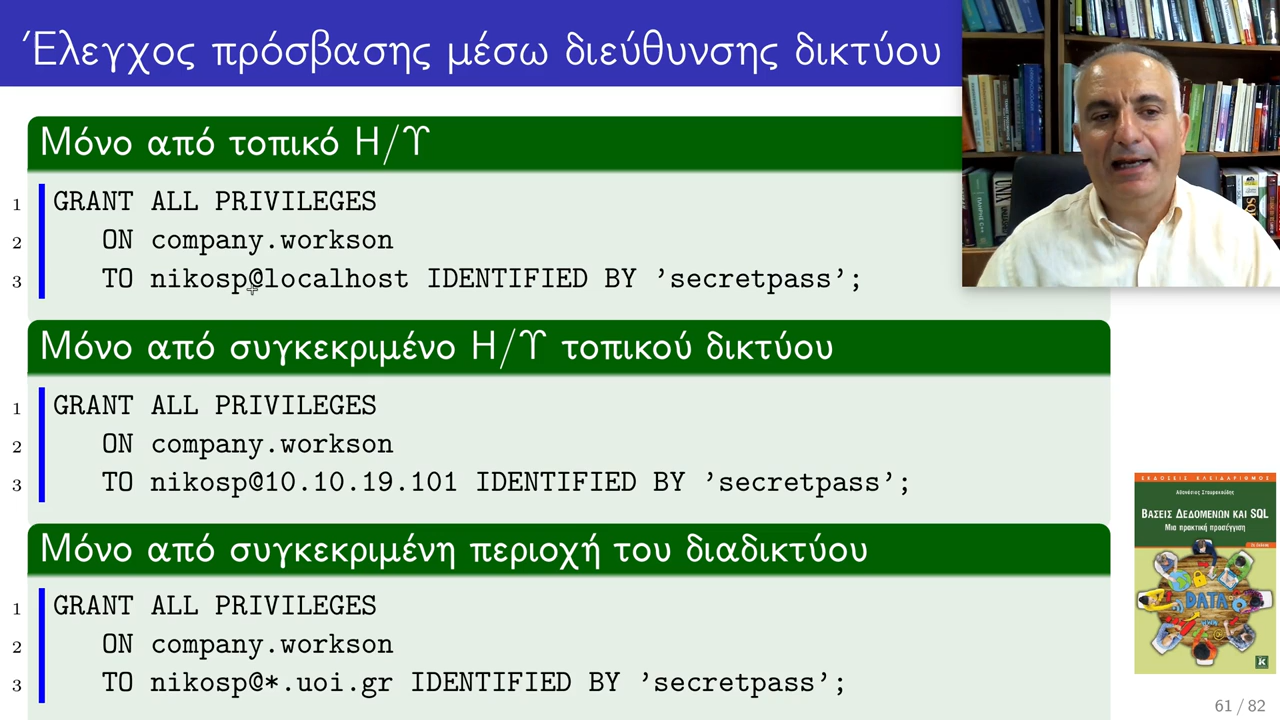 Έλεγχος πρόσβασης μέσω διεύθυνσης δικτύου
Μόνο από τοπικό Η/Υ
1 GRANT ALL PRIVILEGES
2 ON company.workson
3 TO nikosp@localhost IDENTIFIED BY 'secretpass';
Μόνο από συγκεκριμένο Η/Υ τοπικού δικτύου
1 GRANT ALL PRIVILEGES
2 ON company.workson
3 TO nikosp@10.10.19.101 IDENTIFIED BY 'secretpass';
Μόνο από συγκεκριμένη περιοχή του διαδικτύου
1 GRANT ALL PRIVILEGES
2 ON company.workson
3 TO nikosp@*.uoi.gr IDENTIFIED BY 'secretpass';
ΕΚΔΟΣΕΙΣ ΚΛΕΙΔΑΡΙΘΜΟΣ
Αθανάσιος Σταυρακούδης
ΒΑΣΕΙΣ ΔΕΔΟΜΕΝΩΝ ΚΑΙ SQL
Μια πρακτική προσέγγιση
DATA
61 / 82